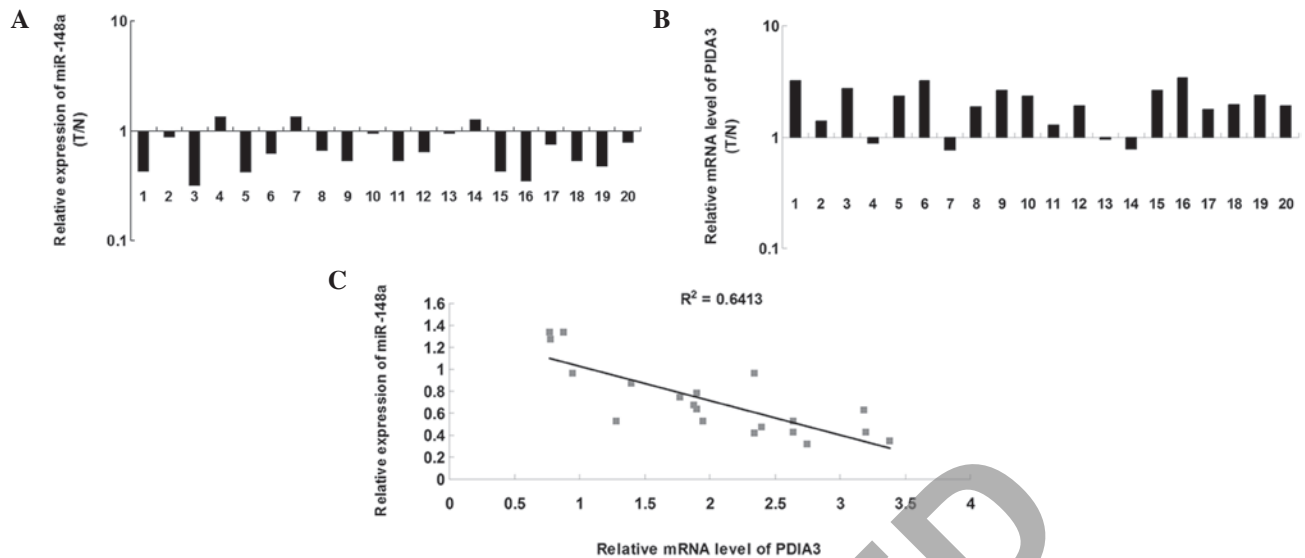 A
Relative expression of miR-148a
(T/N)
10
1
0.1
1 2 3 4 5 6 7 8 9 10 11 12 13 14 15 16 17 18 19 20
B
Relative mRNA level of PIDA3
(T/N)
10
1
0.1
1 2 3 4 5 6 7 8 9 10 11 12 13 14 15 16 17 18 19 20
C
Relative expression of miR-148a
R² = 0.6413
1.6
1.4
1.2
1
0.8
0.6
0.4
0.2
0
0 0.5 1 1.5 2 2.5 3 3.5 4
Relative mRNA level of PDIA3